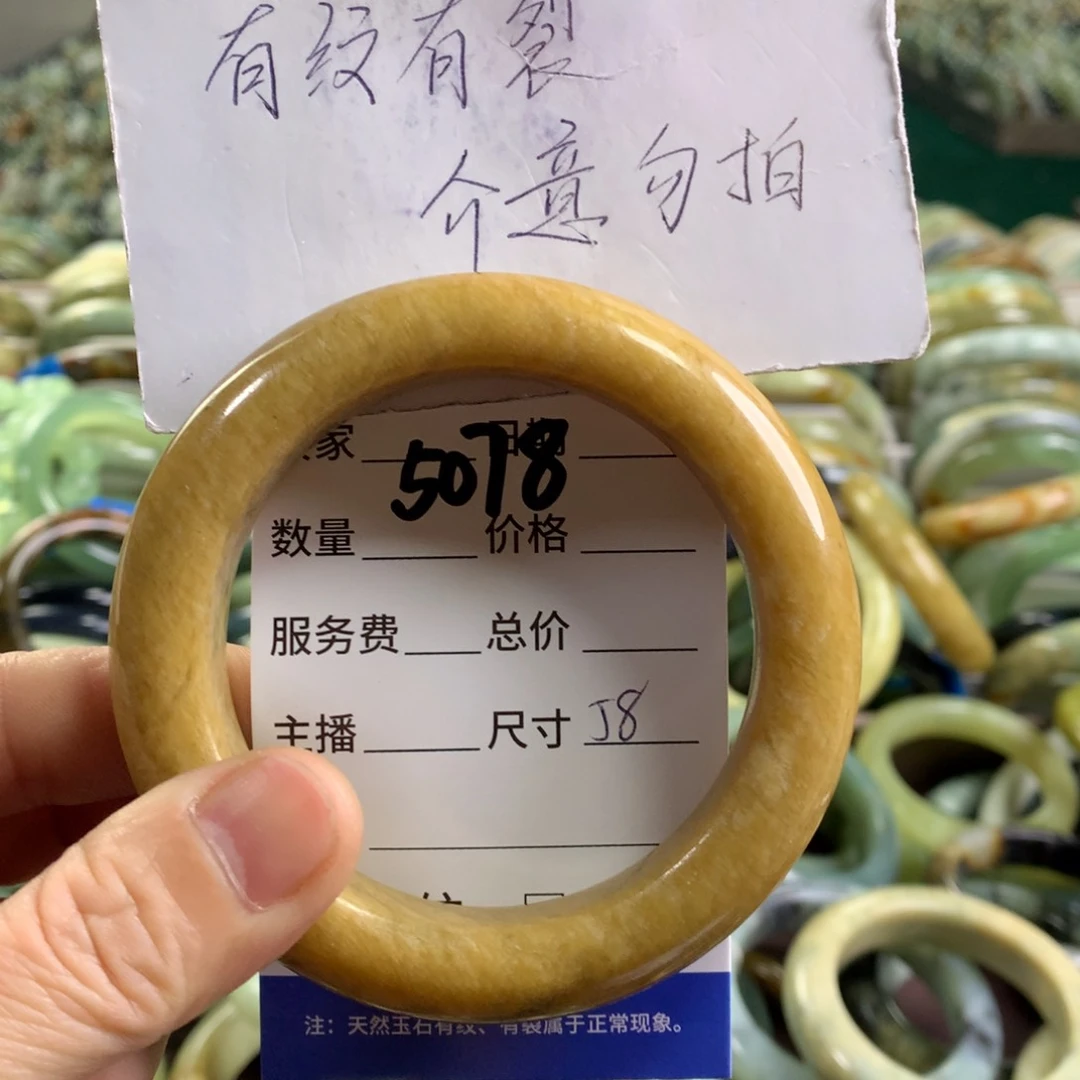 有纹有裂
介意勿拍
家
5078
数量 价格
服务费 总价
主播 尺寸 58
注：天然玉石有纹、有裂属于正常现象。